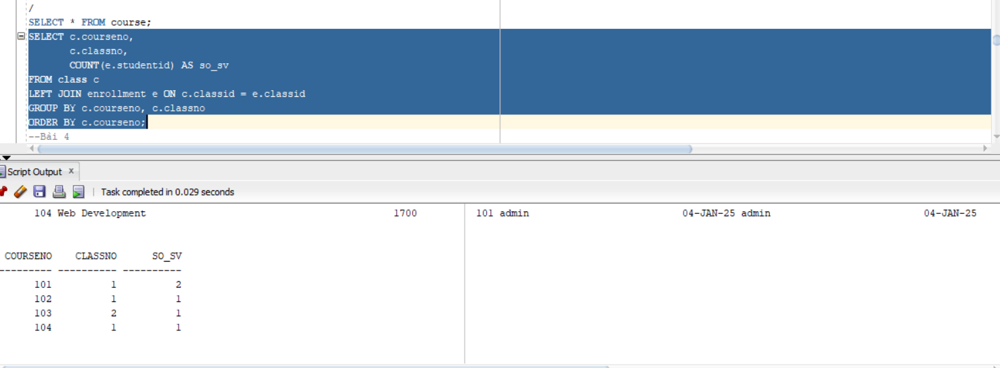 /
SELECT * FROM course;
SELECT c.courseno,
c.classno,
COUNT(e.studentid) AS so_sv
FROM class c
LEFT JOIN enrollment e ON c.classid = e.classid
GROUP BY c.courseno, c.classno
ORDER BY c.courseno;
--Bài 4
Script Output x
Task completed in 0.029 seconds
104 Web Development 1700 101 admin 04-JAN-25 admin 04-JAN-25
COURSENO CLASSNO SO_SV
--------- ---------- ----------
101 1 2
102 1 1
103 2 1
104 1 1